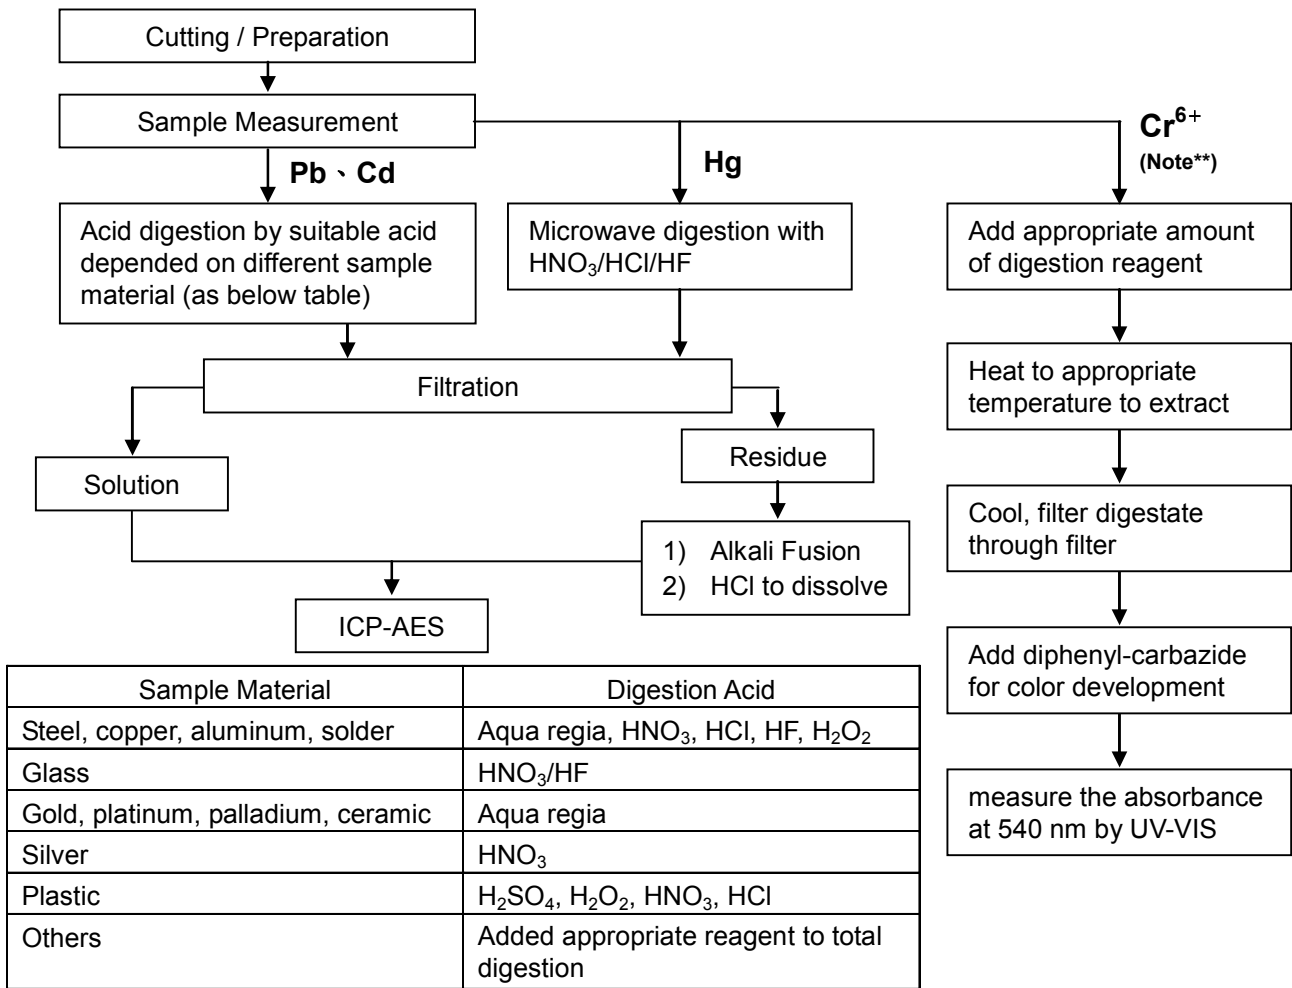 Cutting / Preparation
Sample Measurement
Pb、Cd
Hg
Cr⁶⁺
(Note**)
Acid digestion by suitable acid
depended on different sample
material (as below table)
Microwave digestion with
HNO₃/HCl/HF
Add appropriate amount
of digestion reagent
Filtration
Heat to appropriate
temperature to extract
Solution
Residue
1) Alkali Fusion
2) HCl to dissolve
Cool, filter digestate
through filter
ICP-AES
Add diphenyl-carbazide
for color development
measure the absorbance
at 540 nm by UV-VIS
Sample Material
Digestion Acid
Steel, copper, aluminum, solder
Aqua regia, HNO₃, HCl, HF, H₂O₂
Glass
HNO₃/HF
Gold, platinum, palladium, ceramic
Aqua regia
Silver
HNO₃
Plastic
H₂SO₄, H₂O₂, HNO₃, HCl
Others
Added appropriate reagent to total
digestion